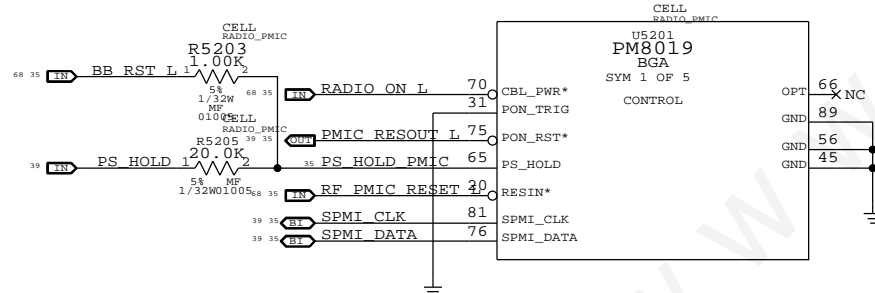 CELL
RADIO_PMIC
R5203
1.00K
68 35 IN BB_RST_L 1 2
5%
1/32W
MF
01005
CELL
RADIO_PMIC
R5205
20.0K
39 IN PS_HOLD 1 2
5% MF
1/32W01005
68 35 IN RADIO_ON_L 70
31
39 35 OUT PMIC_RESOUT_L 75
35 PS_HOLD_PMIC 65
68 35 IN RF_PMIC_RESET_L 20
39 35 BI SPMI_CLK 81
39 35 BI SPMI_DATA 76
CELL
RADIO_PMIC
U5201
PM8019
BGA
SYM 1 OF 5
CONTROL
CBL_PWR*
PON_TRIG
PON_RST*
PS_HOLD
RESIN*
SPMI_CLK
SPMI_DATA
OPT 66 NC
GND 89
GND 56
GND 45
w w